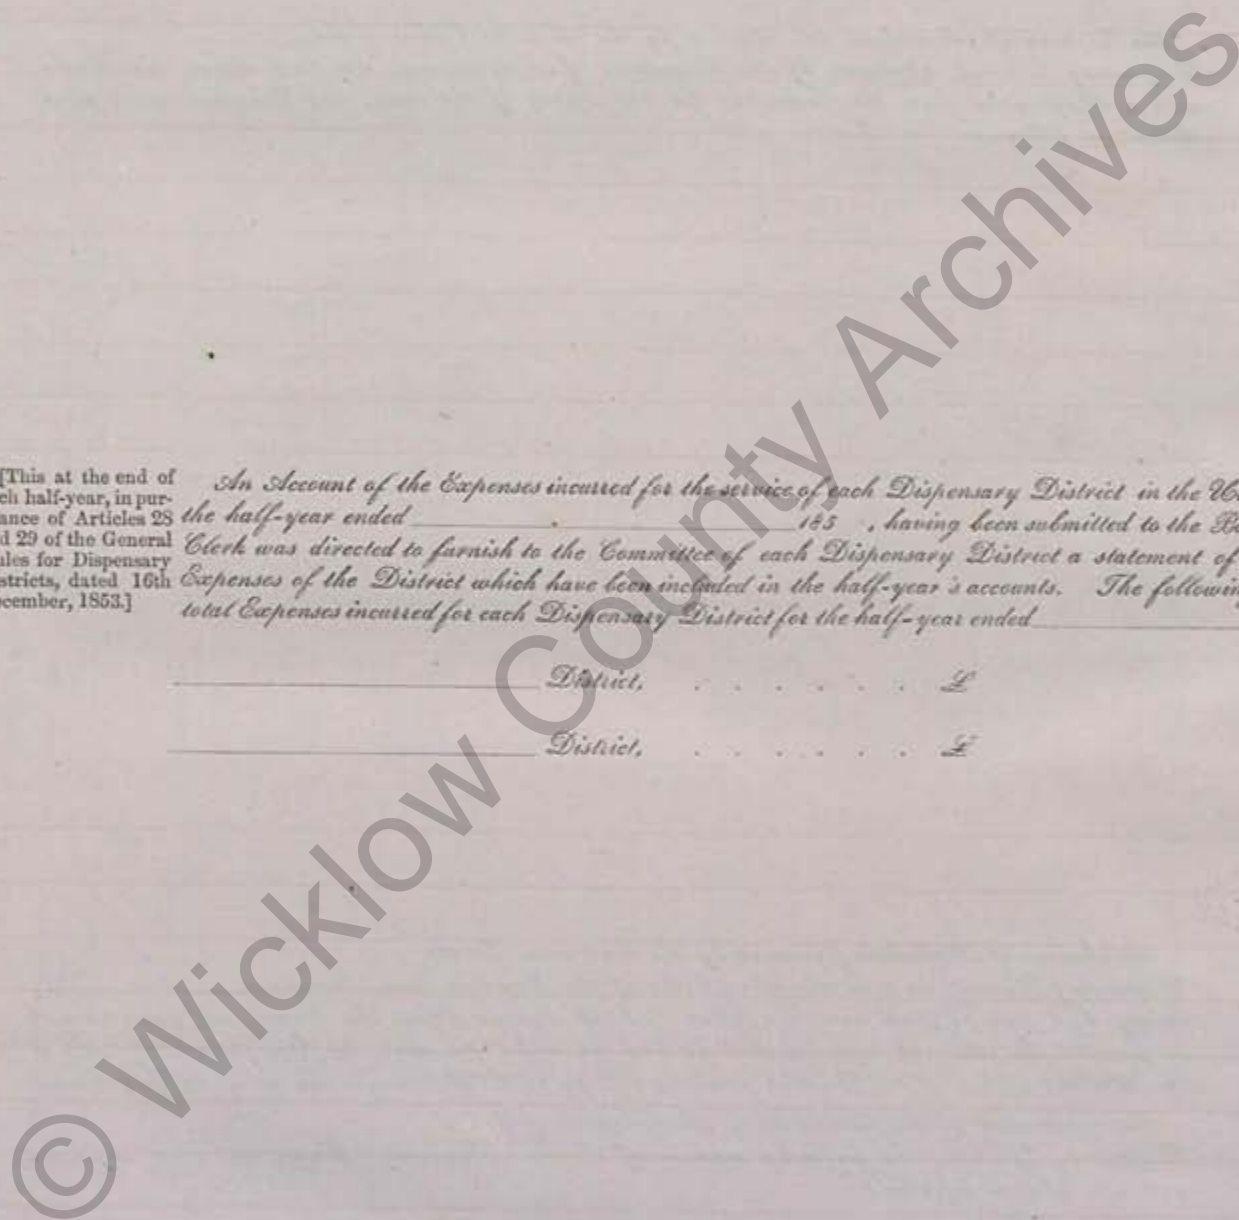 [This at the end of
ch half-year, in pur-
ance of Articles 28
d 29 of the General
ules for Dispensary
stricts, dated 16th
cember, 1853.]
An Account of the Expenses incurred for the service of each Dispensary District in the
the half-year ended 185 , having been submitted to the
Clerk was directed to furnish to the Committee of each Dispensary District a statement of
Expenses of the District which have been included in the half-year's accounts. The following
total Expenses incurred for each Dispensary District for the half-year ended
District, . . . . . . £
District, . . . . . . £
© Wicklow County Archives